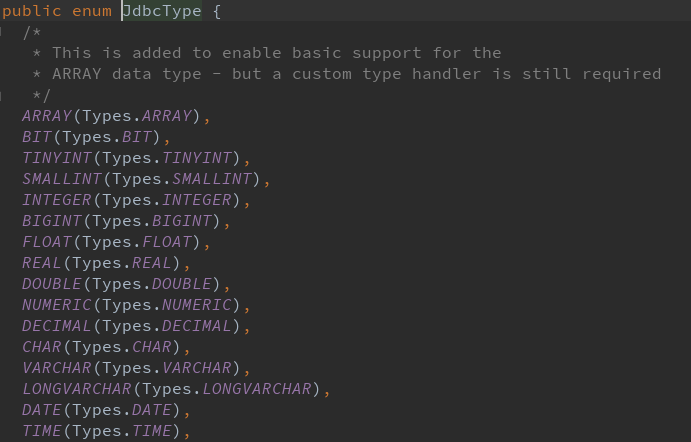 public enum JdbcType {
/*
* This is added to enable basic support for the
* ARRAY data type - but a custom type handler is still required
*/
ARRAY(Types.ARRAY),
BIT(Types.BIT),
TINYINT(Types.TINYINT),
SMALLINT(Types.SMALLINT),
INTEGER(Types.INTEGER),
BIGINT(Types.BIGINT),
FLOAT(Types.FLOAT),
REAL(Types.REAL),
DOUBLE(Types.DOUBLE),
NUMERIC(Types.NUMERIC),
DECIMAL(Types.DECIMAL),
CHAR(Types.CHAR),
VARCHAR(Types.VARCHAR),
LONGVARCHAR(Types.LONGVARCHAR),
DATE(Types.DATE),
TIME(Types.TIME),